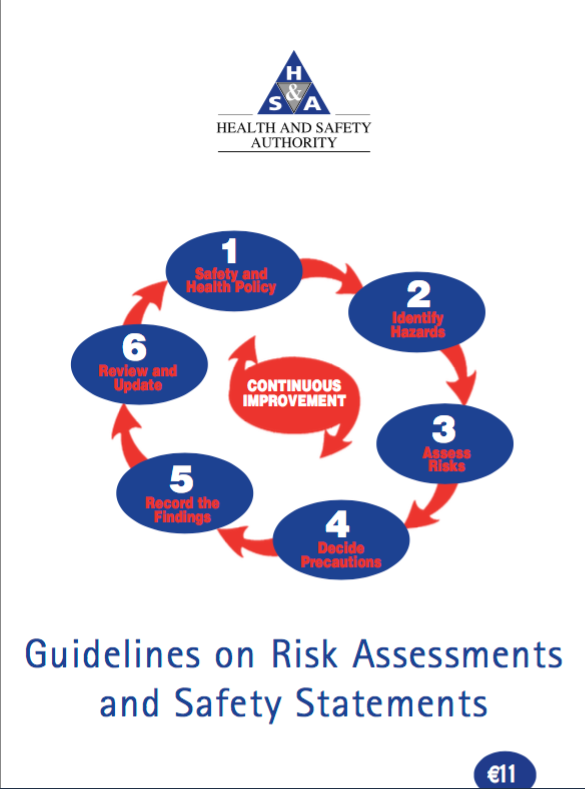 H
S & A
HEALTH AND SAFETY
AUTHORITY
1
Safety and
Health Policy
2
Identify
Hazards
3
Assess
Risks
4
Decide
Precautions
5
Record the
Findings
6
Review and
Update
CONTINUOUS
IMPROVEMENT
Guidelines on Risk Assessments
and Safety Statements
€11